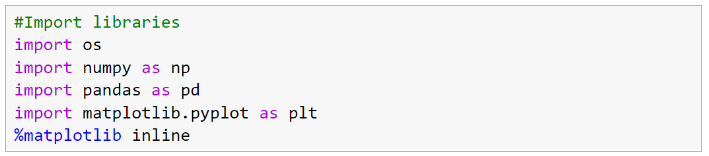 #Import libraries
import os
import numpy as np
import pandas as pd
import matplotlib.pyplot as plt
%matplotlib inline